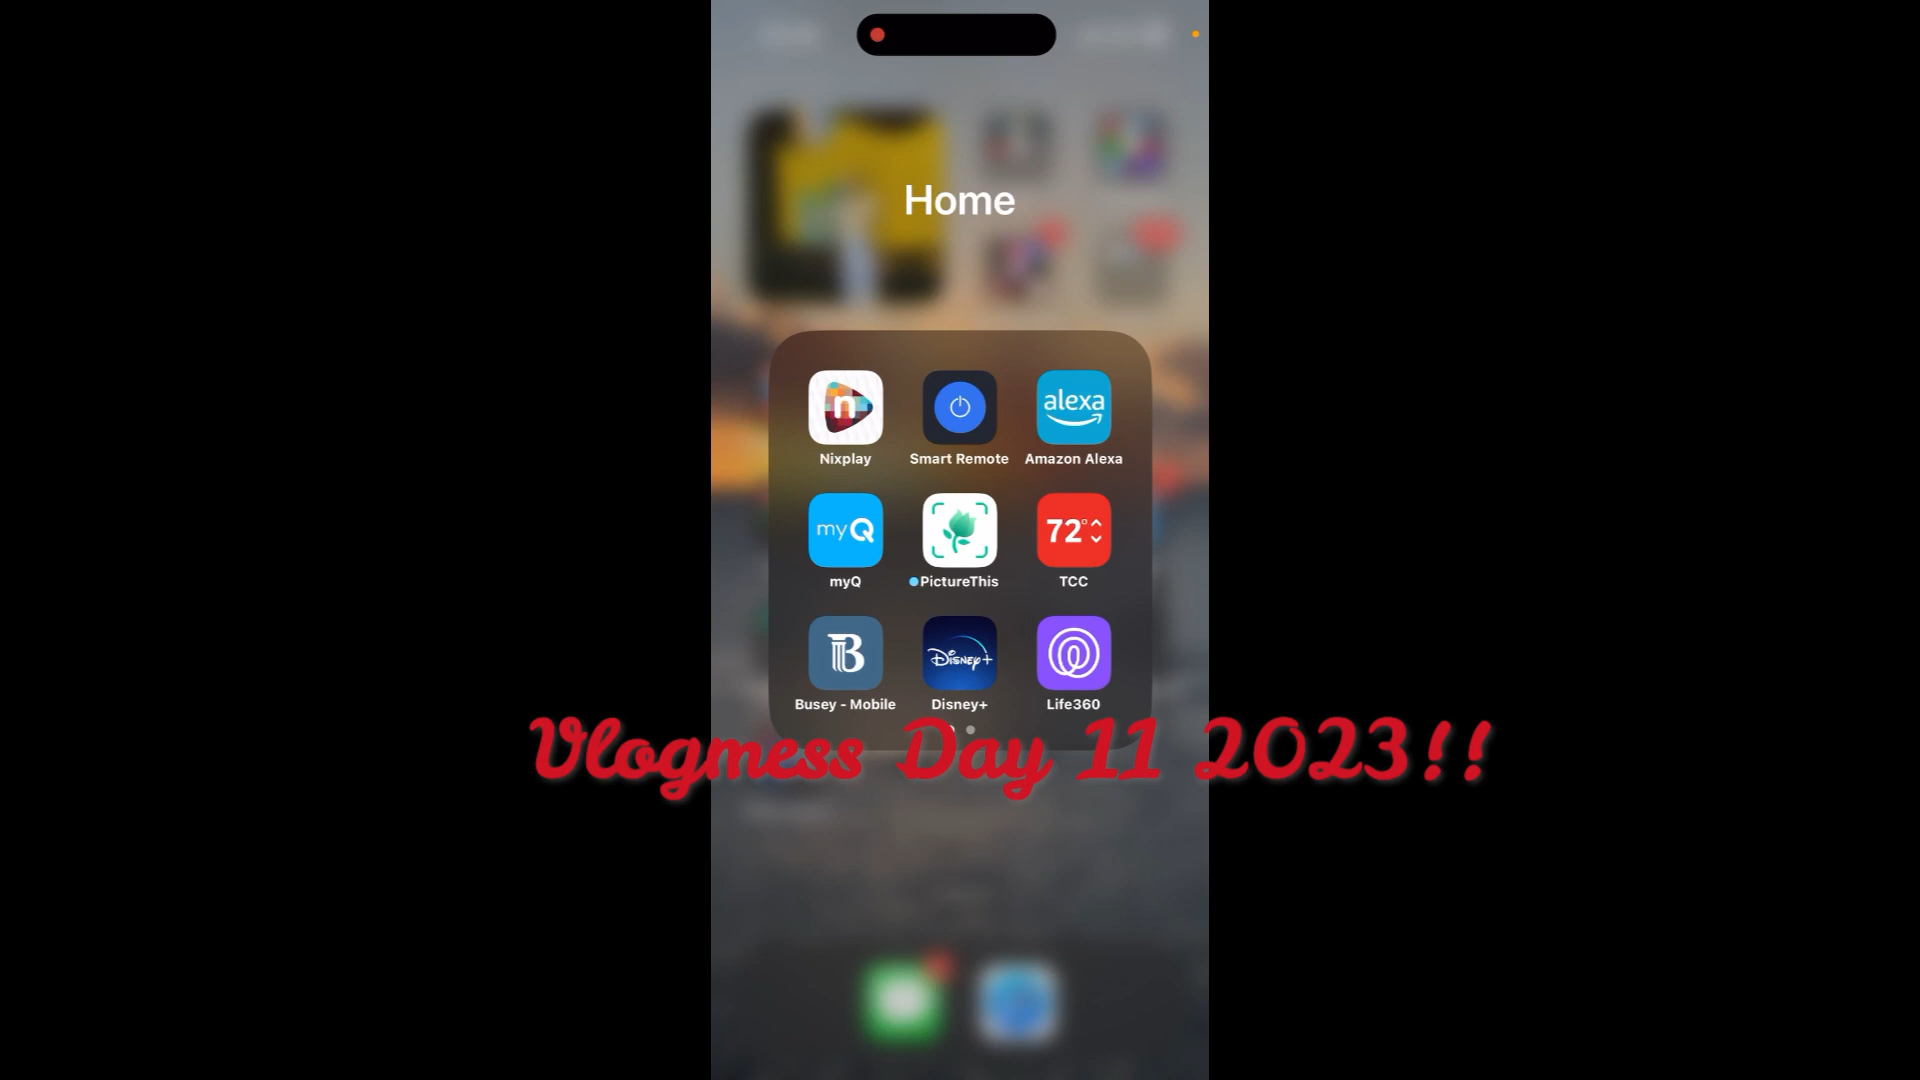 Home
n
alexa
Nixplay
Smart Remote
Amazon Alexa
myQ
72°
myQ
PictureThis
TCC
B
Disney+
Busey - Mobile
Disney+
Life360
Vlogmess Day 11 2023!!